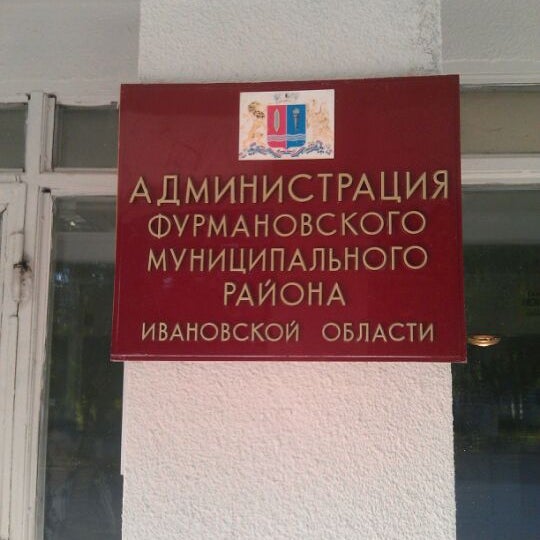 АДМИНИСТРАЦИЯ
ФУРМАНОВСКОГО
МУНИЦИПАЛЬНОГО
РАЙОНА
ИВАНОВСКОЙ ОБЛАСТИ